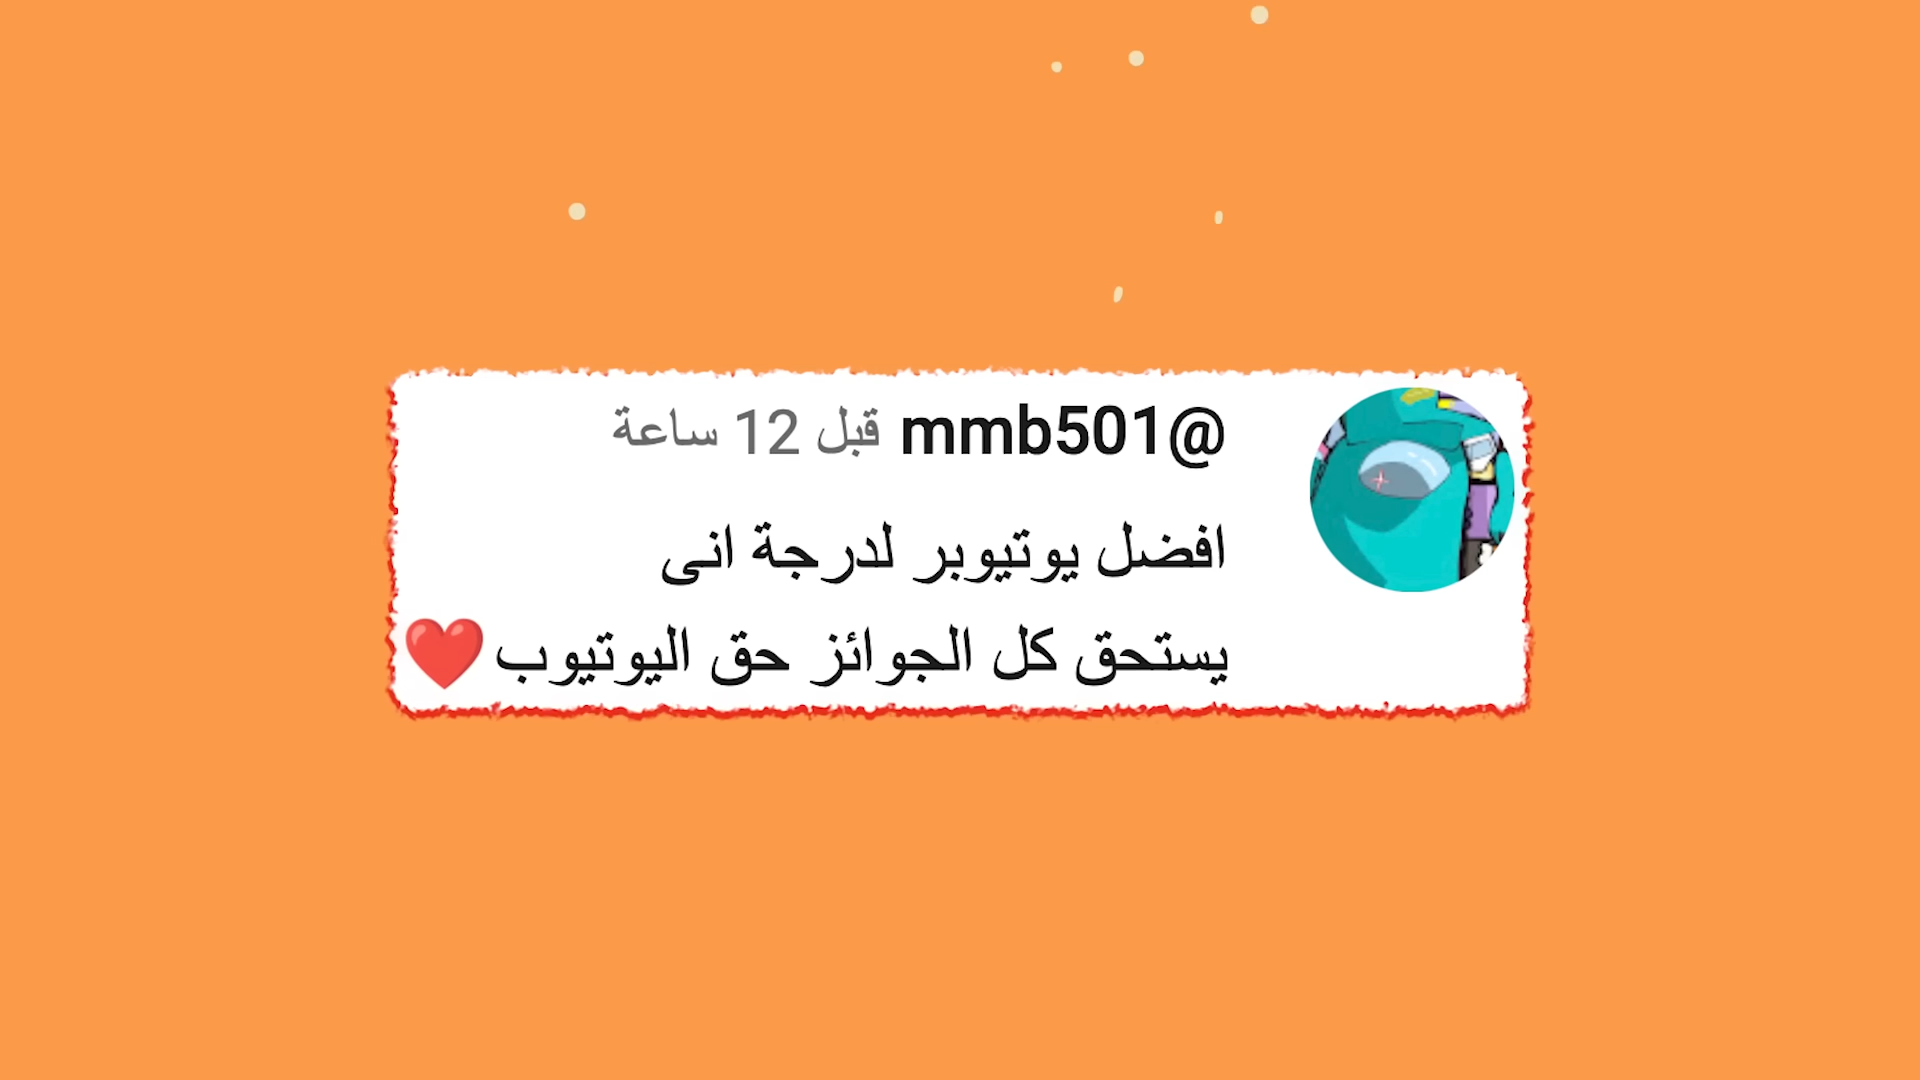 @mmb501 قبل 12 ساعة
افضل يوتيوبر لدرجة انى
يستحق كل الجوائز حق اليوتيوب❤️